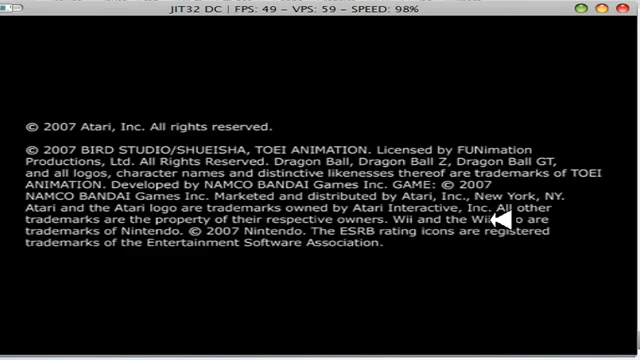 JIT32 DC | FPS: 49 - VPS: 59 - SPEED: 98%
© 2007 Atari, Inc. All rights reserved.
© 2007 BIRD STUDIO/SHUEISHA, TOEI ANIMATION. Licensed by FUNimation
Productions, Ltd. All Rights Reserved. Dragon Ball, Dragon Ball Z, Dragon Ball GT,
and all logos, character names and distinctive likenesses thereof are trademarks of TOEI
ANIMATION. Developed by NAMCO BANDAI Games Inc. GAME: © 2007
NAMCO BANDAI Games Inc. Marketed and distributed by Atari, Inc., New York, NY.
Atari and the Atari logo are trademarks owned by Atari Interactive, Inc. All other
trademarks are the property of their respective owners. Wii and the Wii are
trademarks of Nintendo. © 2007 Nintendo. The ESRB rating icons are registered
trademarks of the Entertainment Software Association.